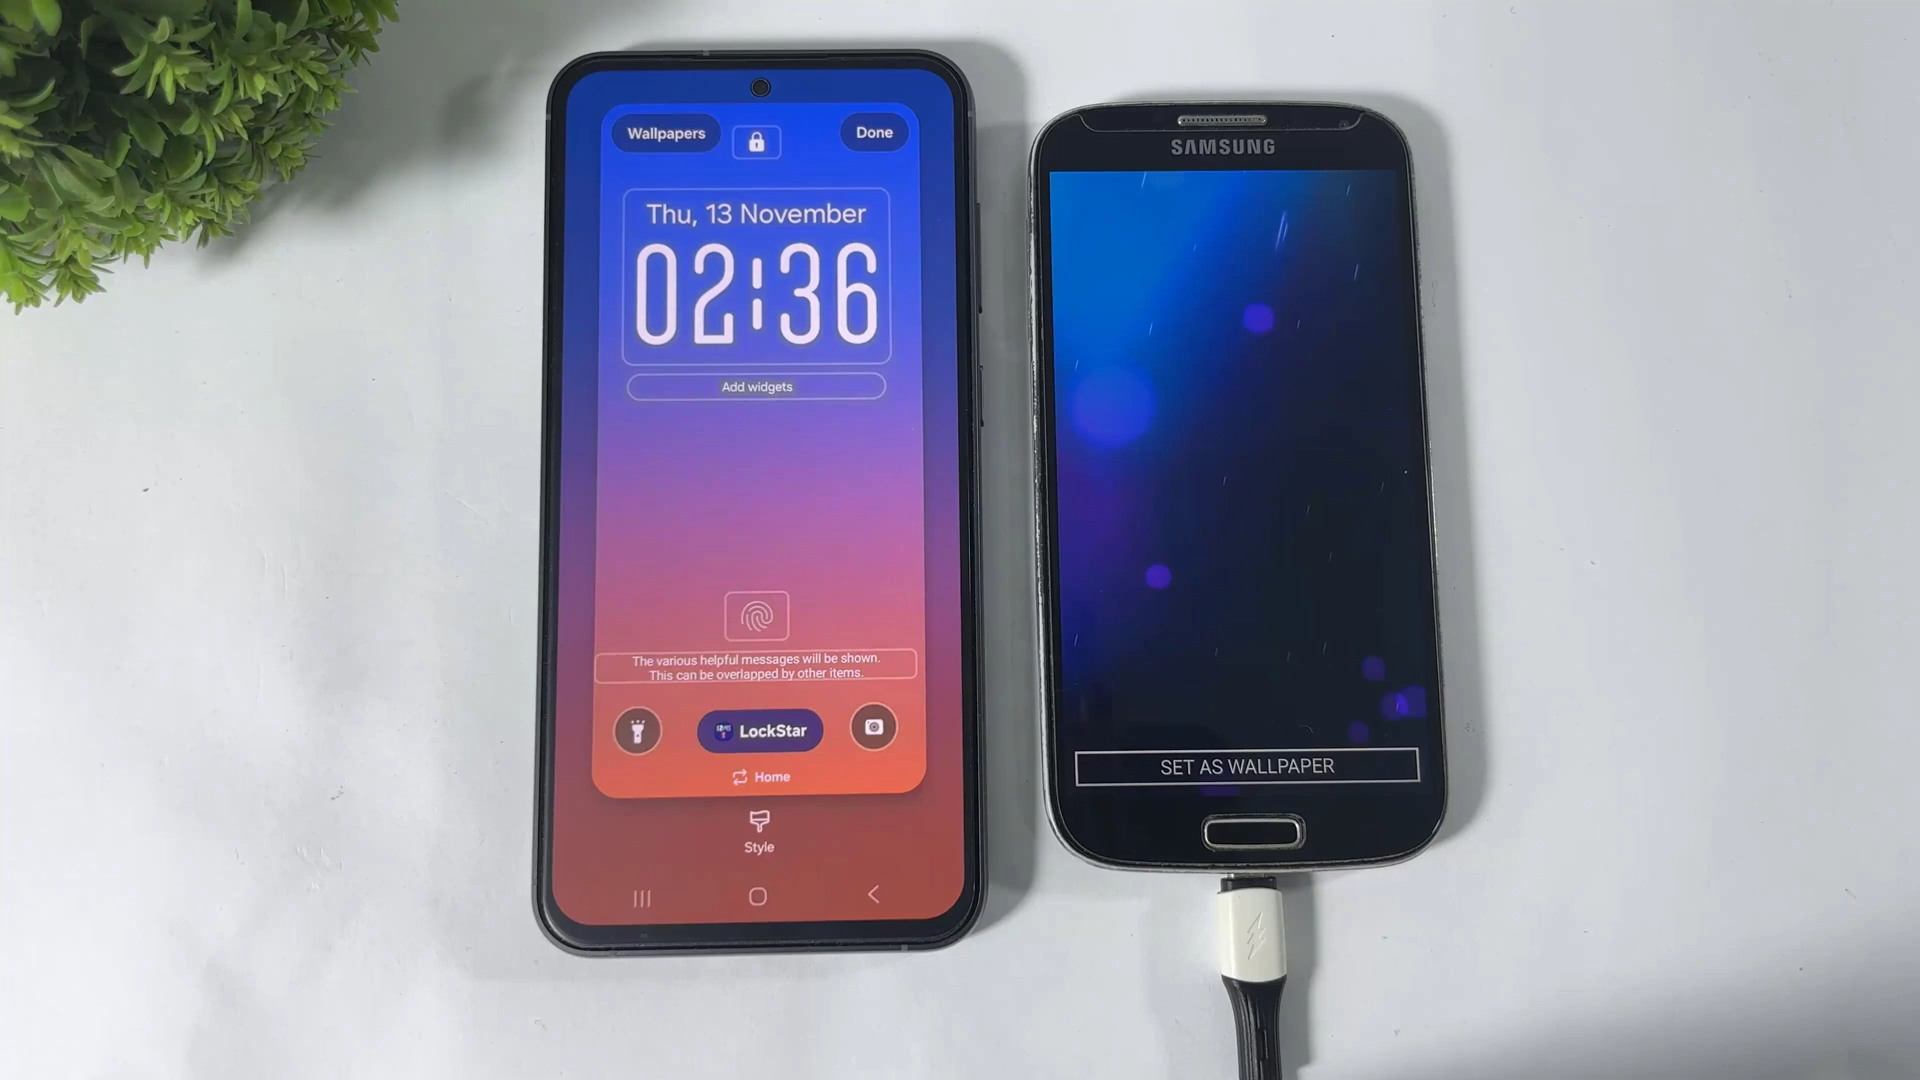 Wallpapers
Done
Thu, 13 November
02:36
Add widgets
The various helpful messages will be shown.
This can be overlapped by other items.
LockStar
Home
Style
SAMSUNG
SET AS WALLPAPER